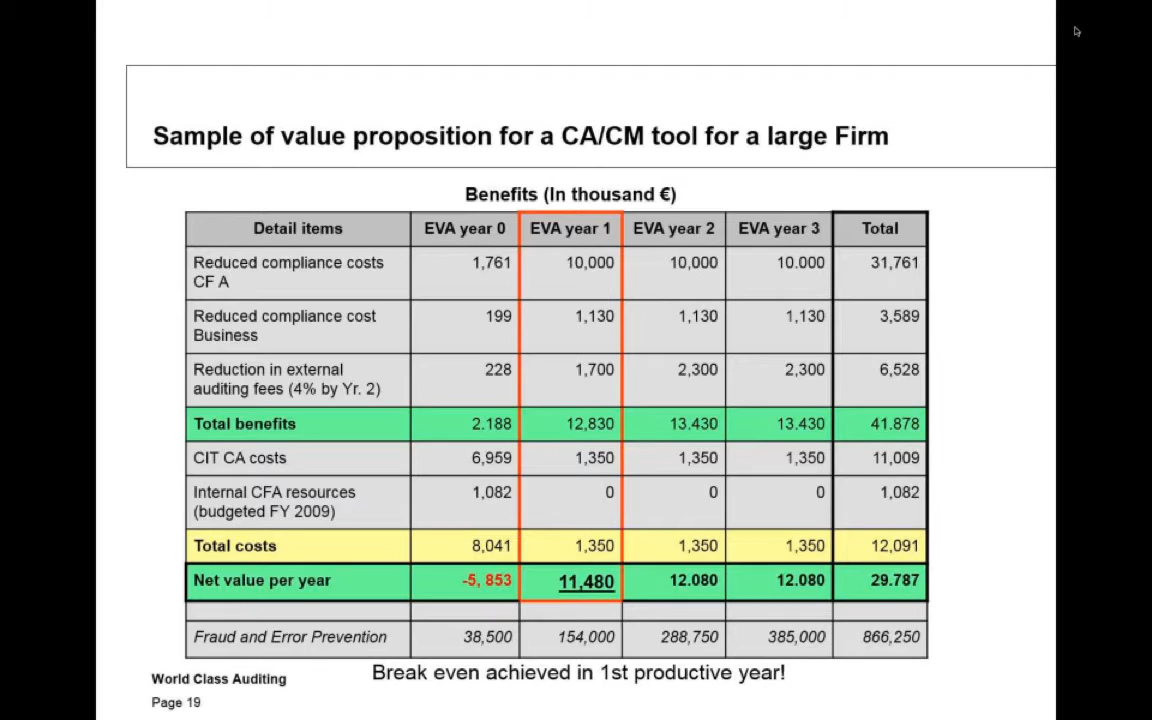 Sample of value proposition for a CA/CM tool for a large Firm
Benefits (In thousand €)
Detail items EVA year 0 EVA year 1 EVA year 2 EVA year 3 Total
Reduced compliance costs 1,761 10,000 10,000 10.000 31,761
CF A
Reduced compliance cost 199 1,130 1,130 1,130 3,589
Business
Reduction in external 228 1,700 2,300 2,300 6,528
auditing fees (4% by Yr. 2)
Total benefits 2.188 12,830 13.430 13.430 41.878
CIT CA costs 6,959 1,350 1,350 1,350 11,009
Internal CFA resources 1,082 0 0 0 1,082
(budgeted FY 2009)
Total costs 8,041 1,350 1,350 1,350 12,091
Net value per year -5, 853 11,480 12.080 12.080 29.787
Fraud and Error Prevention 38,500 154,000 288,750 385,000 866,250
Break even achieved in 1st productive year!
World Class Auditing
Page 19